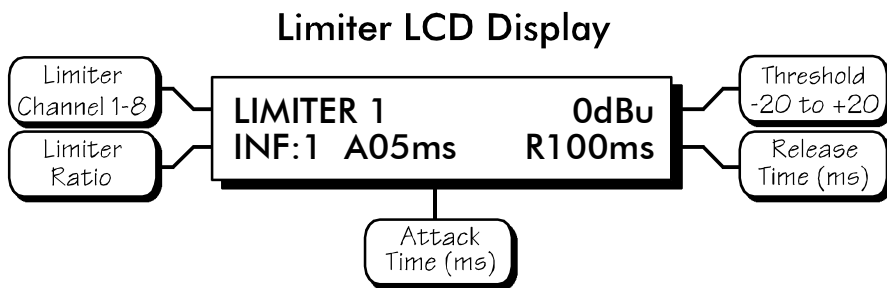 Limiter LCD Display
Limiter
Channel 1-8
Limiter
Ratio
LIMITER 1 0dBu
INF:1 A05ms R100ms
Threshold
-20 to +20
Release
Time (ms)
Attack
Time (ms)